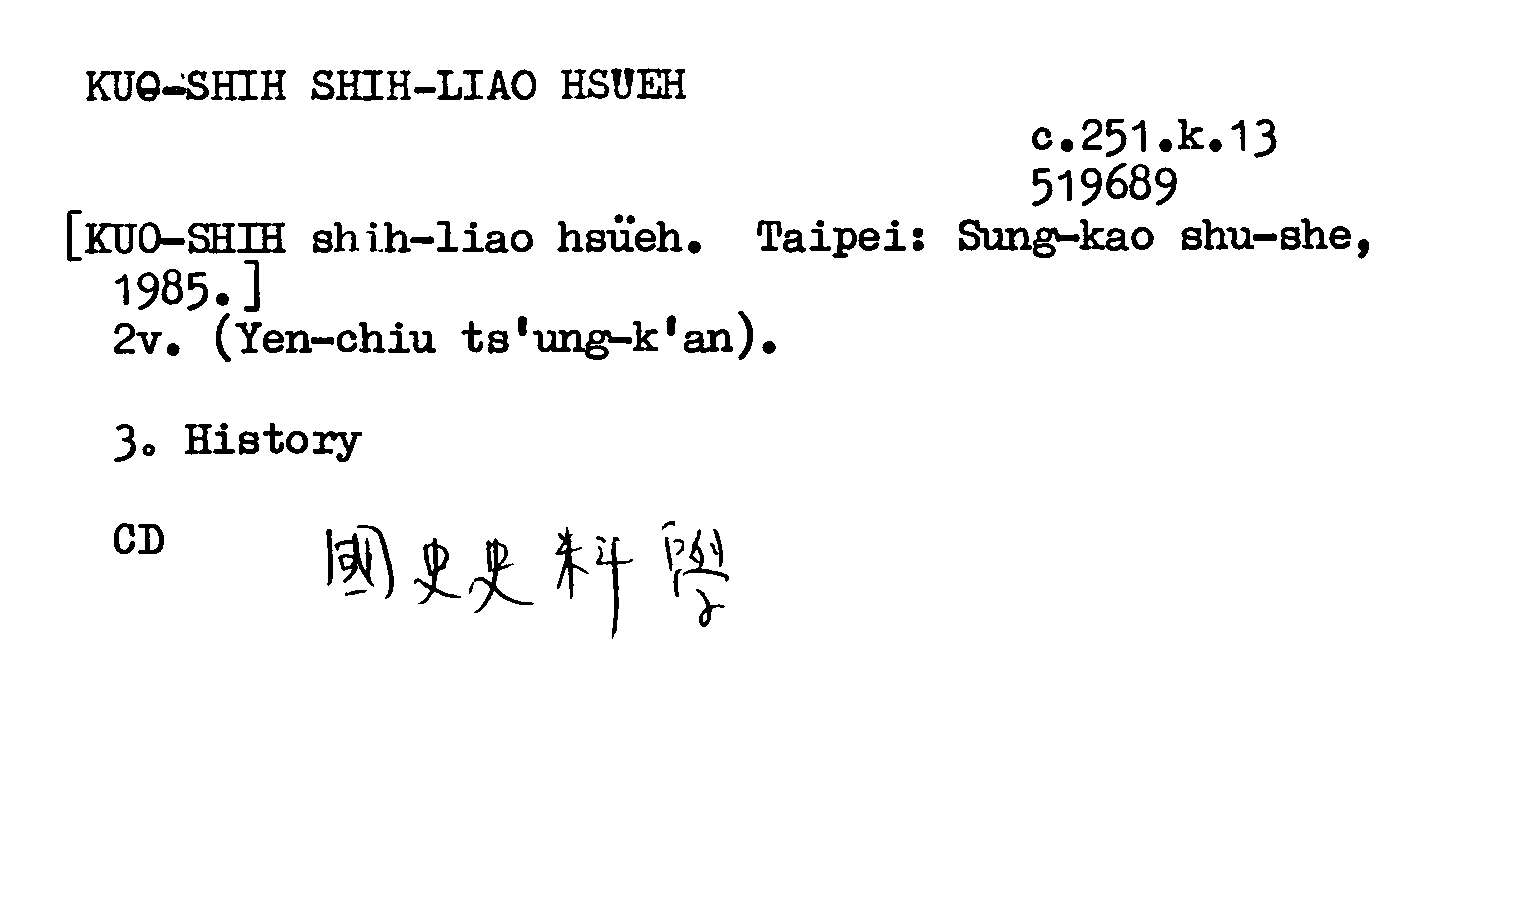 KUO-SHIH SHIH-LIAO HSÜEH
c.251.k.13
519689
[KUO-SHIH shih-liao hsüeh. Taipei: Sung-kao shu-she,
1985.]
2v. (Yen-chiu ts'ung-k'an).
3. History
CD 國史史料學